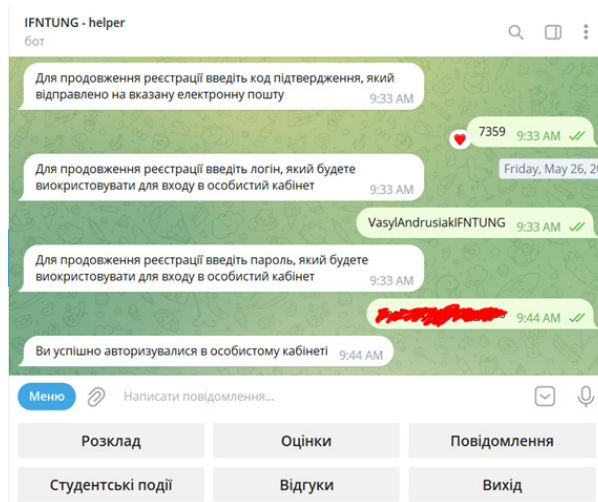 IFNTUNG - helper
бот
Для продовження реєстрації введіть код підтвердження, який
відправлено на вказану електронну пошту
9:33 AM
7359 9:33 AM
Friday, May 26,
Для продовження реєстрації введіть логін, який будете
виокристовувати для входу в особистий кабінет
9:33 AM
VasylAndrusiakIFNTUNG 9:33 AM
Для продовження реєстрації введіть пароль, який будете
виокристовувати для входу в особистий кабінет
9:33 AM
9:44 AM
Ви успішно авторизувалися в особистому кабінеті 9:44 AM
Меню Написати повідомлення...
Розклад Оцінки Повідомлення
Студентські події Відгуки Вихід